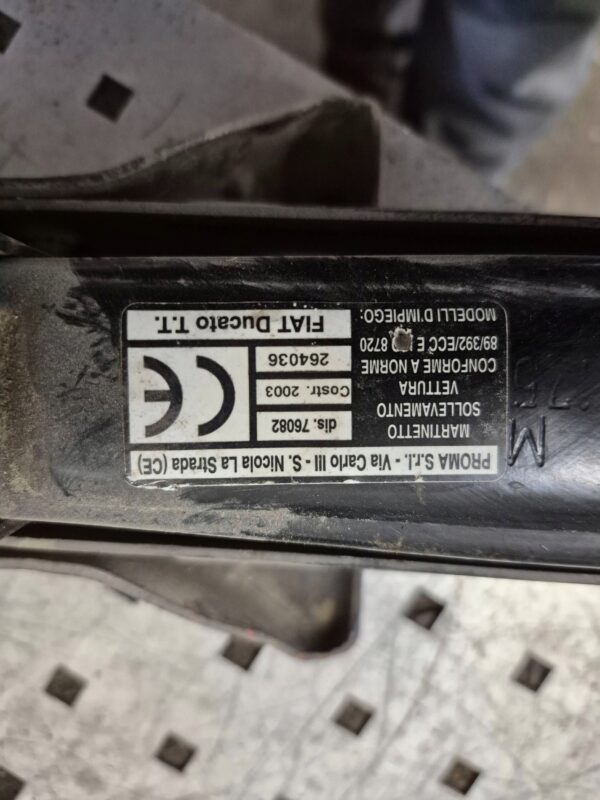 PROMA S.r.l. - Via Carlo III - S. Nicola La Strada (CE)
MARTINETTO
SOLLEVAMENTO
VETTURA
CONFORME A NORME
89/392/ECC E 8720
MODELLI D'IMPIEGO:
dis. 76082
Costr. 2003
264036
FIAT Ducato T.T.
CE
M